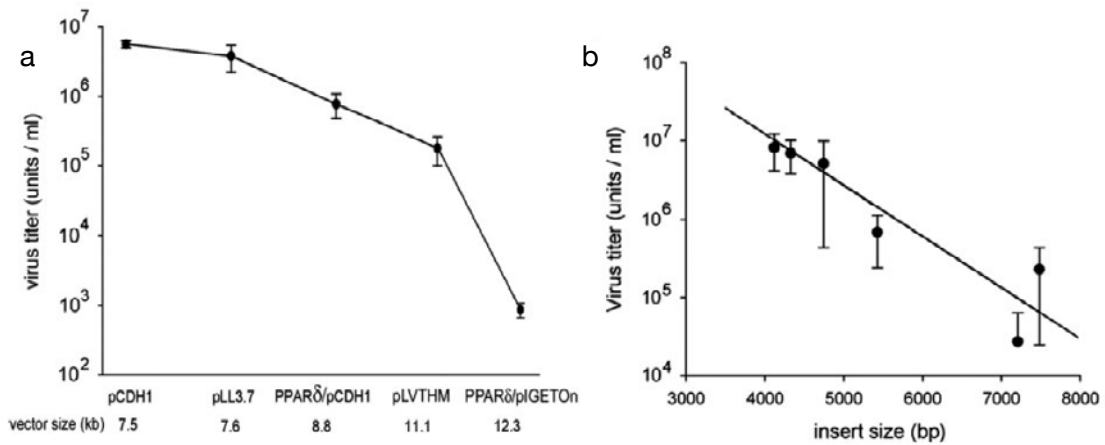 a
virus titer (units / ml)
10⁷
10⁶
10⁵
10⁴
10³
10²
pCDH1 pLL3.7 PPARδ/pCDH1 pLVTHM PPARδ/pIGETOn
vector size (kb) 7.5 7.6 8.8 11.1 12.3
b
Virus titer (units / ml)
10⁸
10⁷
10⁶
10⁵
10⁴
3000 4000 5000 6000 7000 8000
insert size (bp)